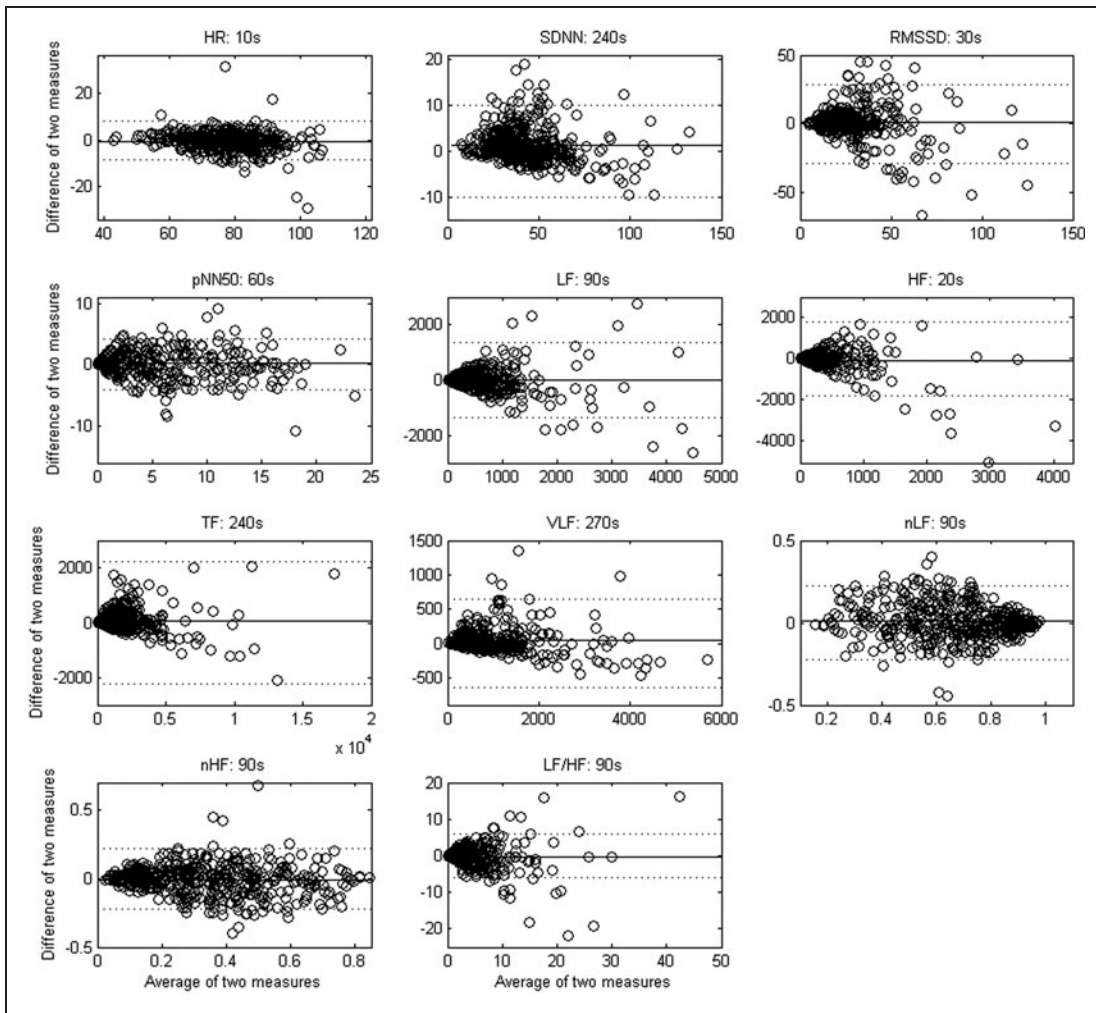 HR: 10s
SDNN: 240s
RMSSD: 30s
Difference of two measures
20
0
-20
40 60 80 100 120
20
10
0
-10
0 50 100 150
50
0
-50
0 50 100 150
pNN50: 60s
LF: 90s
HF: 20s
Difference of two measures
10
0
-10
0 5 10 15 20 25
2000
0
-2000
0 1000 2000 3000 4000 5000
2000
0
-2000
-4000
0 1000 2000 3000 4000
TF: 240s
VLF: 270s
nLF: 90s
Difference of two measures
2000
0
-2000
0 0.5 1 1.5 2
x 10^4
1500
1000
500
0
-500
0 2000 4000 6000
0.5
0
-0.5
0.2 0.4 0.6 0.8 1
nHF: 90s
LF/HF: 90s
Difference of two measures
0.5
0
-0.5
0 0.2 0.4 0.6 0.8
Average of two measures
20
10
0
-10
-20
0 10 20 30 40 50
Average of two measures